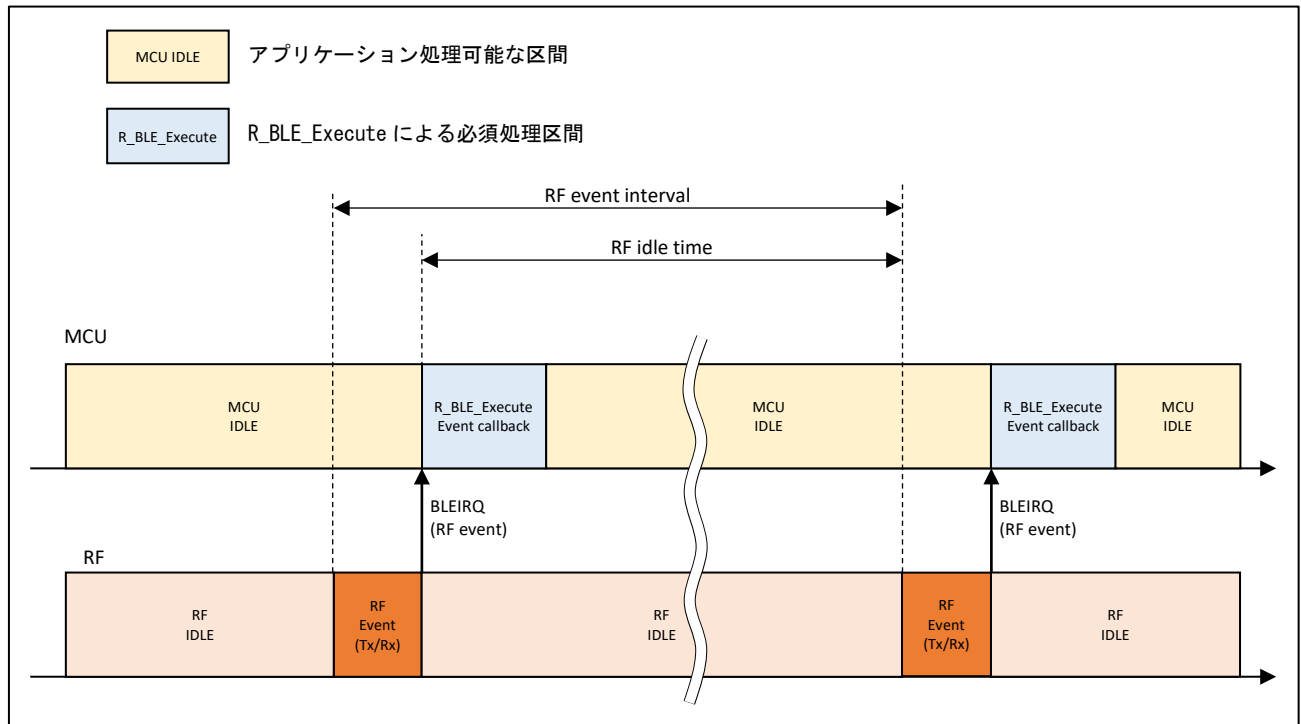 MCU IDLE
アプリケーション処理可能な区間
R_BLE_Execute
R_BLE_Execute による必須処理区間
RF event interval
RF idle time
MCU
MCU
IDLE
R_BLE_Execute
Event callback
MCU
IDLE
R_BLE_Execute
Event callback
MCU
IDLE
BLEIRQ
(RF event)
BLEIRQ
(RF event)
RF
RF
IDLE
RF
Event
(Tx/Rx)
RF
IDLE
RF
Event
(Tx/Rx)
RF
IDLE